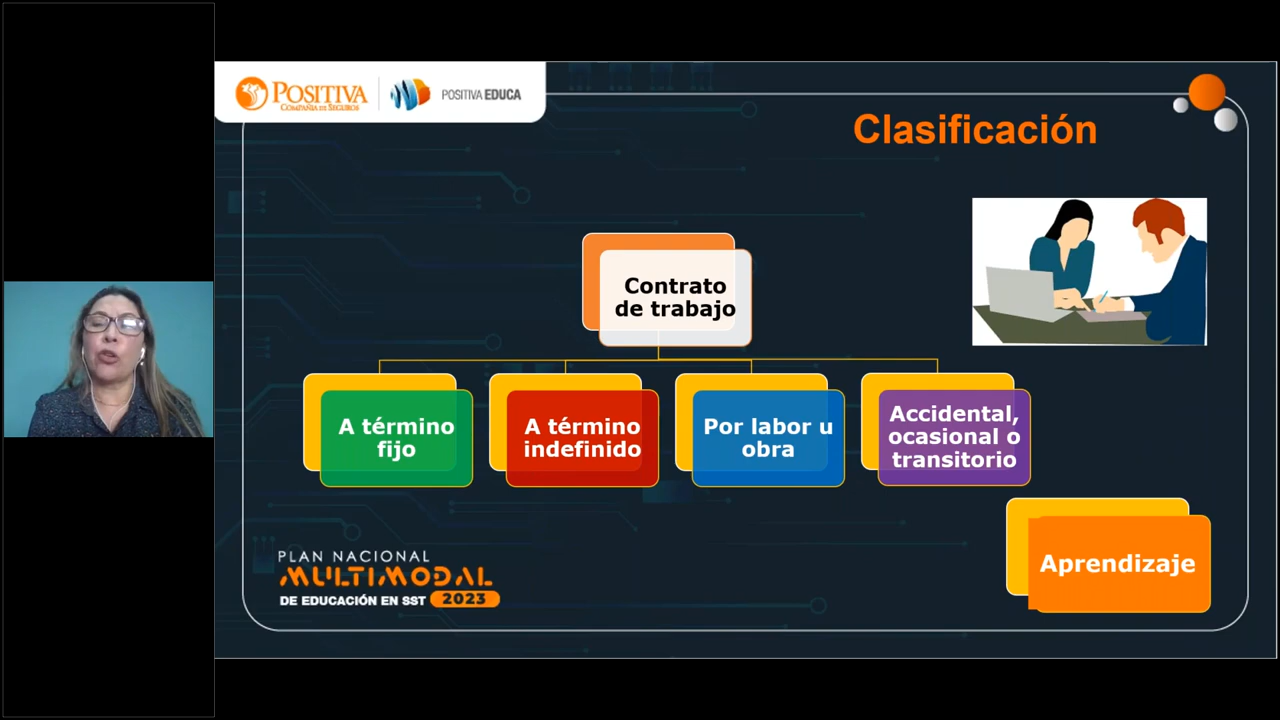 POSITIVA
COMPAÑÍA DE SEGUROS
POSITIVA EDUCA
Clasificación
Contrato
de trabajo
A término
fijo
A término
indefinido
Por labor u
obra
Accidental,
ocasional o
transitorio
Aprendizaje
PLAN NACIONAL
MULTIMODAL
DE EDUCACIÓN EN SST 2023